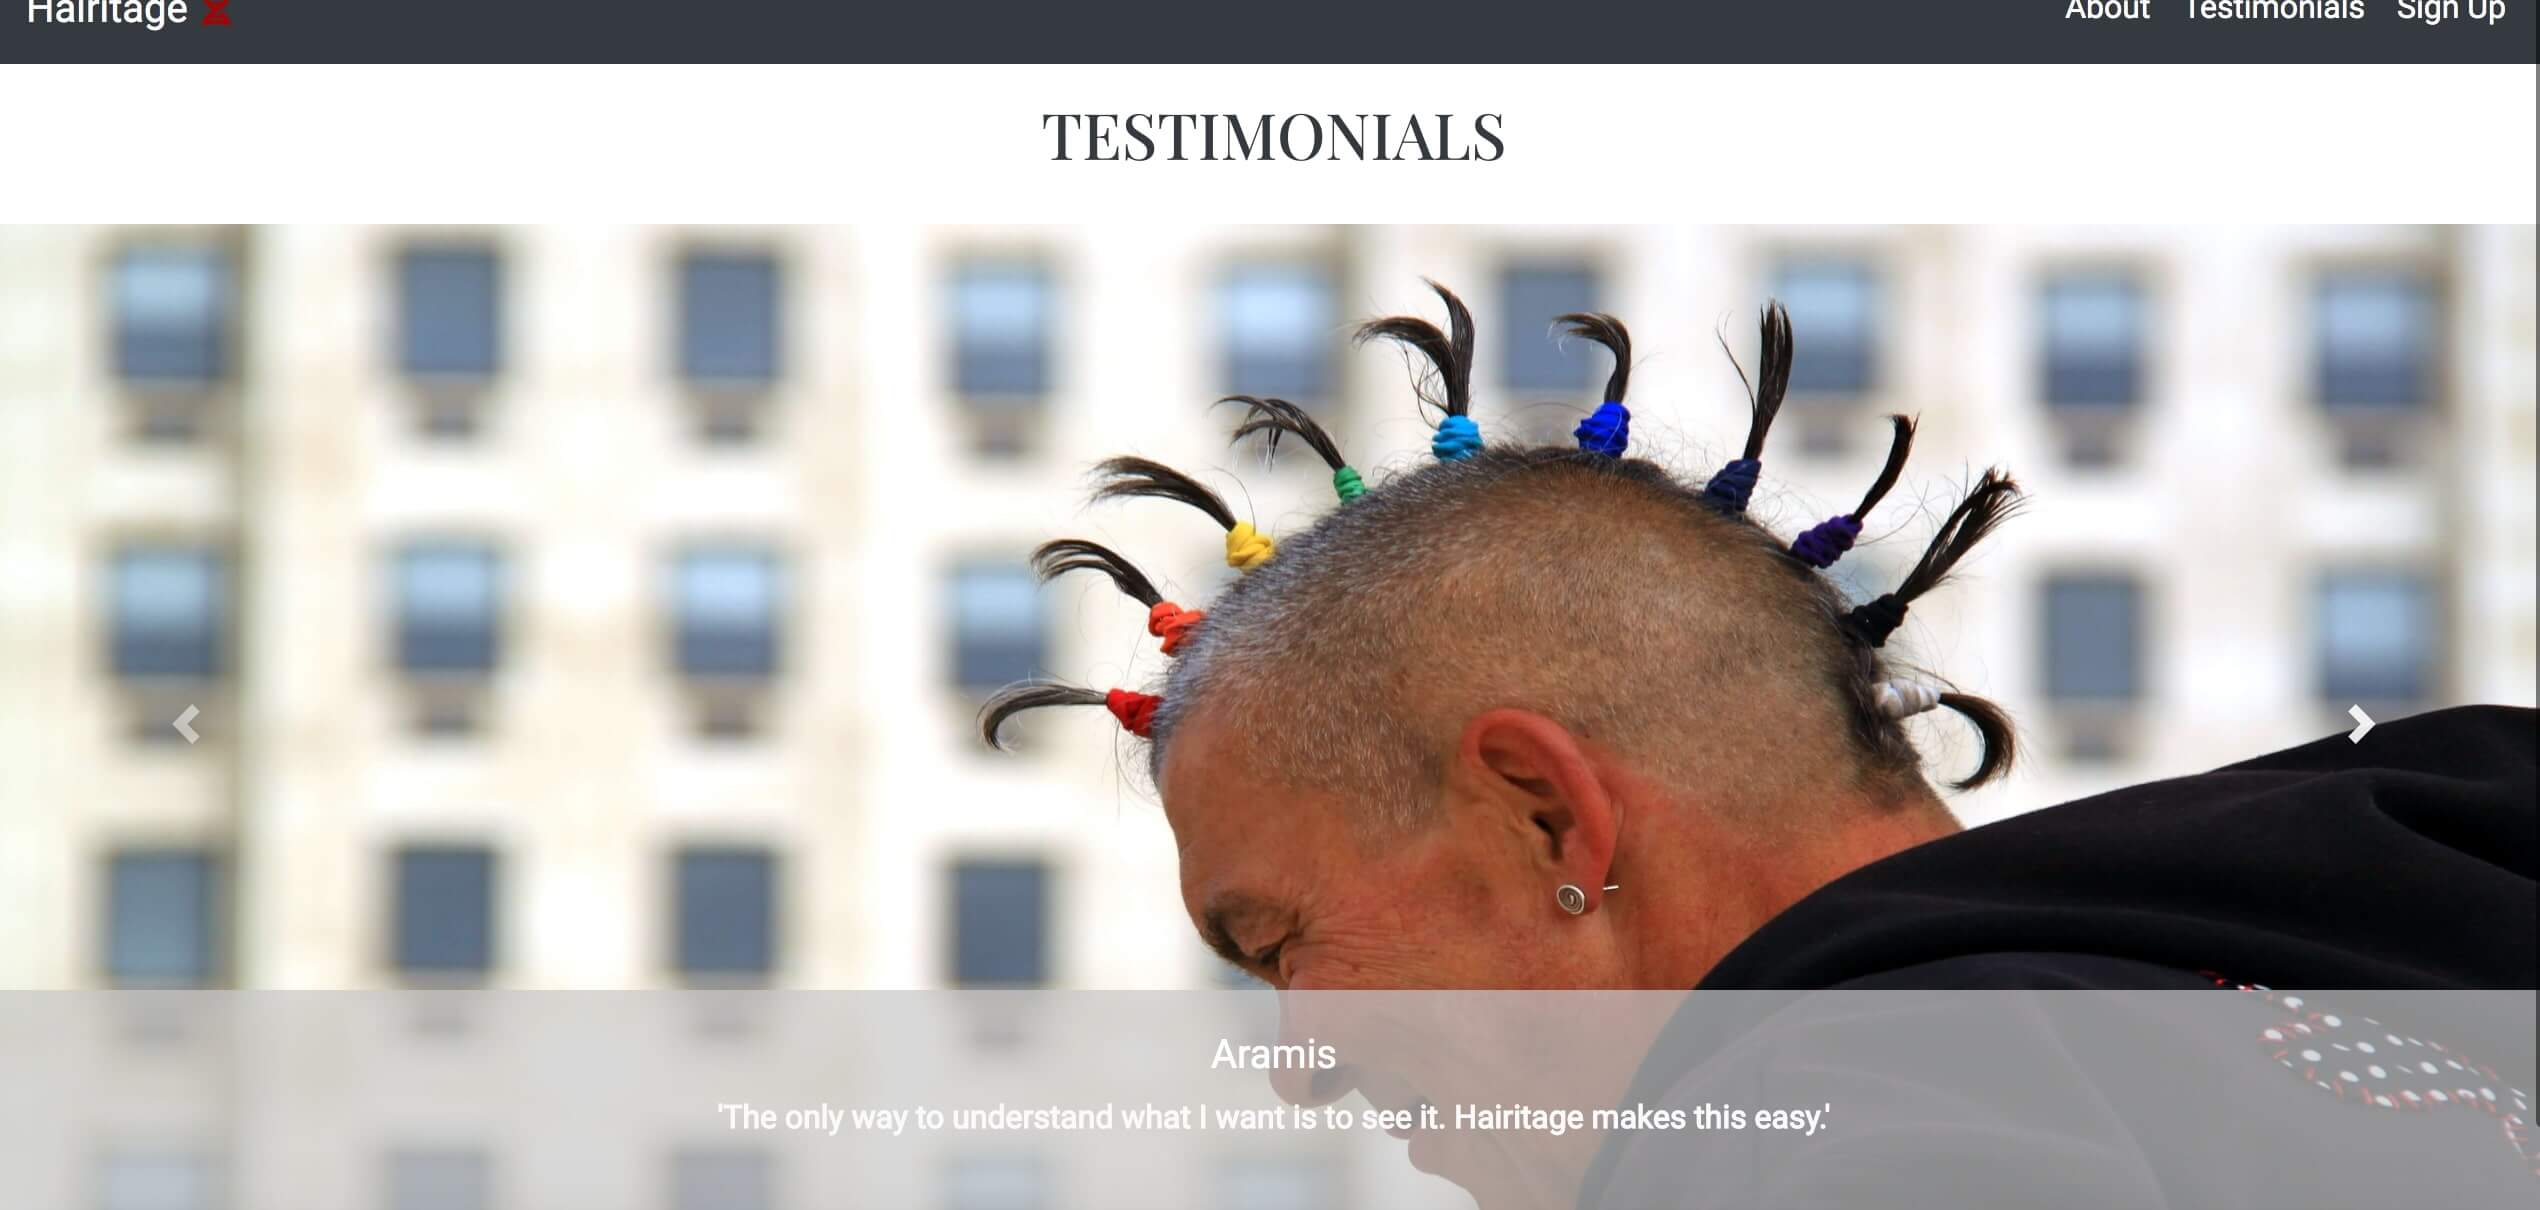 Hairitage
About Testimonials Sign Up
TESTIMONIALS
Aramis
'The only way to understand what I want is to see it. Hairitage makes this easy.'